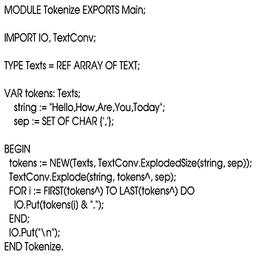 MODULE Tokenize EXPORTS Main;
IMPORT IO, TextConv;
TYPE Texts = REF ARRAY OF TEXT;
VAR tokens: Texts;
string := "Hello,How,Are,You,Today";
sep := SET OF CHAR {','};
BEGIN
tokens := NEW(Texts, TextConv.ExplodedSize(string, sep));
TextConv.Explode(string, tokens^, sep);
FOR i := FIRST(tokens^) TO LAST(tokens^) DO
IO.Put(tokens[i] & ".");
END;
IO.Put("\n");
END Tokenize.